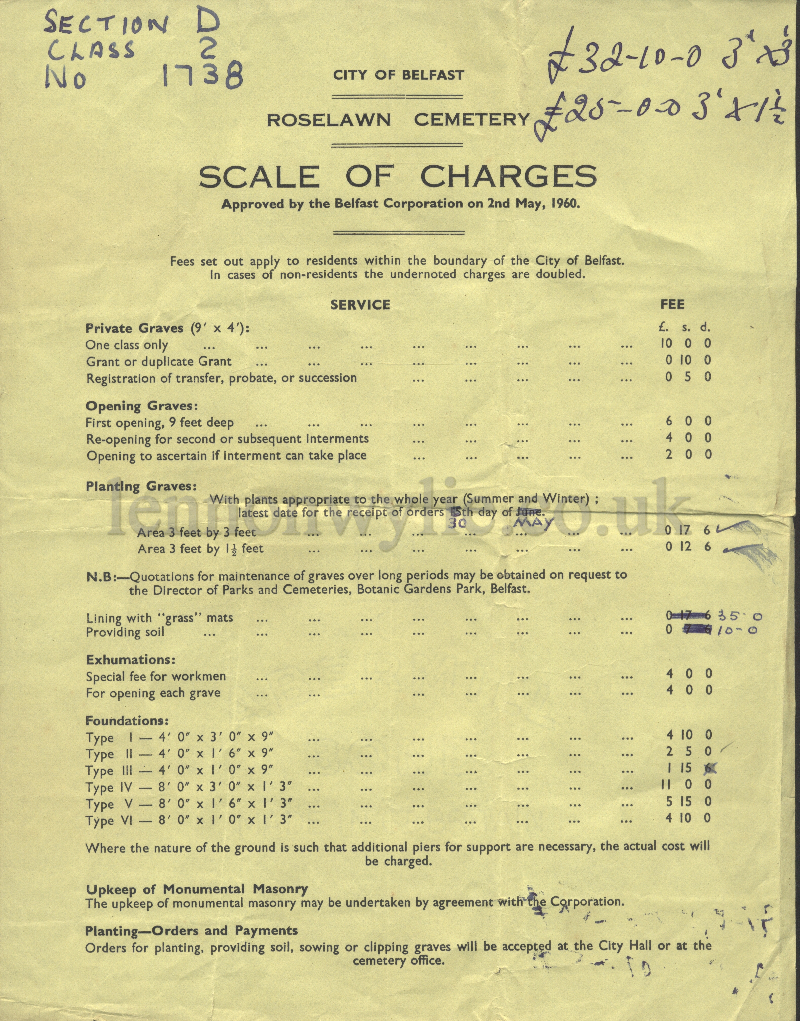 SECTION D
CLASS 2
No 1738
£32-10-0 3' x 3'
£25-0-0 3' x 1½
CITY OF BELFAST
ROSELAWN CEMETERY
SCALE OF CHARGES
Approved by the Belfast Corporation on 2nd May, 1960.
Fees set out apply to residents within the boundary of the City of Belfast.
In cases of non-residents the undernoted charges are doubled.
SERVICE FEE
Private Graves (9′ x 4′): £. s. d.
One class only ... ... ... ... ... ... ... ... 10 0 0
Grant or duplicate Grant ... ... ... ... ... ... ... ... 0 10 0
Registration of transfer, probate, or succession ... ... ... ... ... 0 5 0
Opening Graves:
First opening, 9 feet deep ... ... ... ... ... ... ... ... 6 0 0
Re-opening for second or subsequent interments ... ... ... ... ... 4 0 0
Opening to ascertain if interment can take place ... ... ... ... ... 2 0 0
Planting Graves:
With plants appropriate to the whole year (Summer and Winter) ;
latest date for the receipt of orders 15th day of June.
30 MAY
Area 3 feet by 3 feet ... ... ... ... ... ... ... 0 17 6
Area 3 feet by 1½ feet ... ... ... ... ... ... ... 0 12 6
lennonwylie.co.uk
N.B:—Quotations for maintenance of graves over long periods may be obtained on request to
the Director of Parks and Cemeteries, Botanic Gardens Park, Belfast.
Lining with "grass" mats ... ... ... ... ... ... ... ... 0 17 6 35-0
Providing soil ... ... ... ... ... ... ... ... ... 0 10-0
Exhumations:
Special fee for workmen ... ... ... ... ... ... ... ... 4 0 0
For opening each grave ... ... ... ... ... ... ... 4 0 0
Foundations:
Type I — 4′ 0″ x 3′ 0″ x 9″ ... ... ... ... ... ... ... 4 10 0
Type II — 4′ 0″ x 1′ 6″ x 9″ ... ... ... ... ... ... ... 2 5 0
Type III — 4′ 0″ x 1′ 0″ x 9″ ... ... ... ... ... ... ... 1 15 6
Type IV — 8′ 0″ x 3′ 0″ x 1′ 3″ ... ... ... ... ... ... ... 11 0 0
Type V — 8′ 0″ x 1′ 6″ x 1′ 3″ ... ... ... ... ... ... ... 5 15 0
Type VI — 8′ 0″ x 1′ 0″ x 1′ 3″ ... ... ... ... ... ... ... 4 10 0
Where the nature of the ground is such that additional piers for support are necessary, the actual cost will
be charged.
Upkeep of Monumental Masonry
The upkeep of monumental masonry may be undertaken by agreement with the Corporation.
Planting—Orders and Payments
Orders for planting, providing soil, sowing or clipping graves will be accepted at the City Hall or at the
cemetery office.